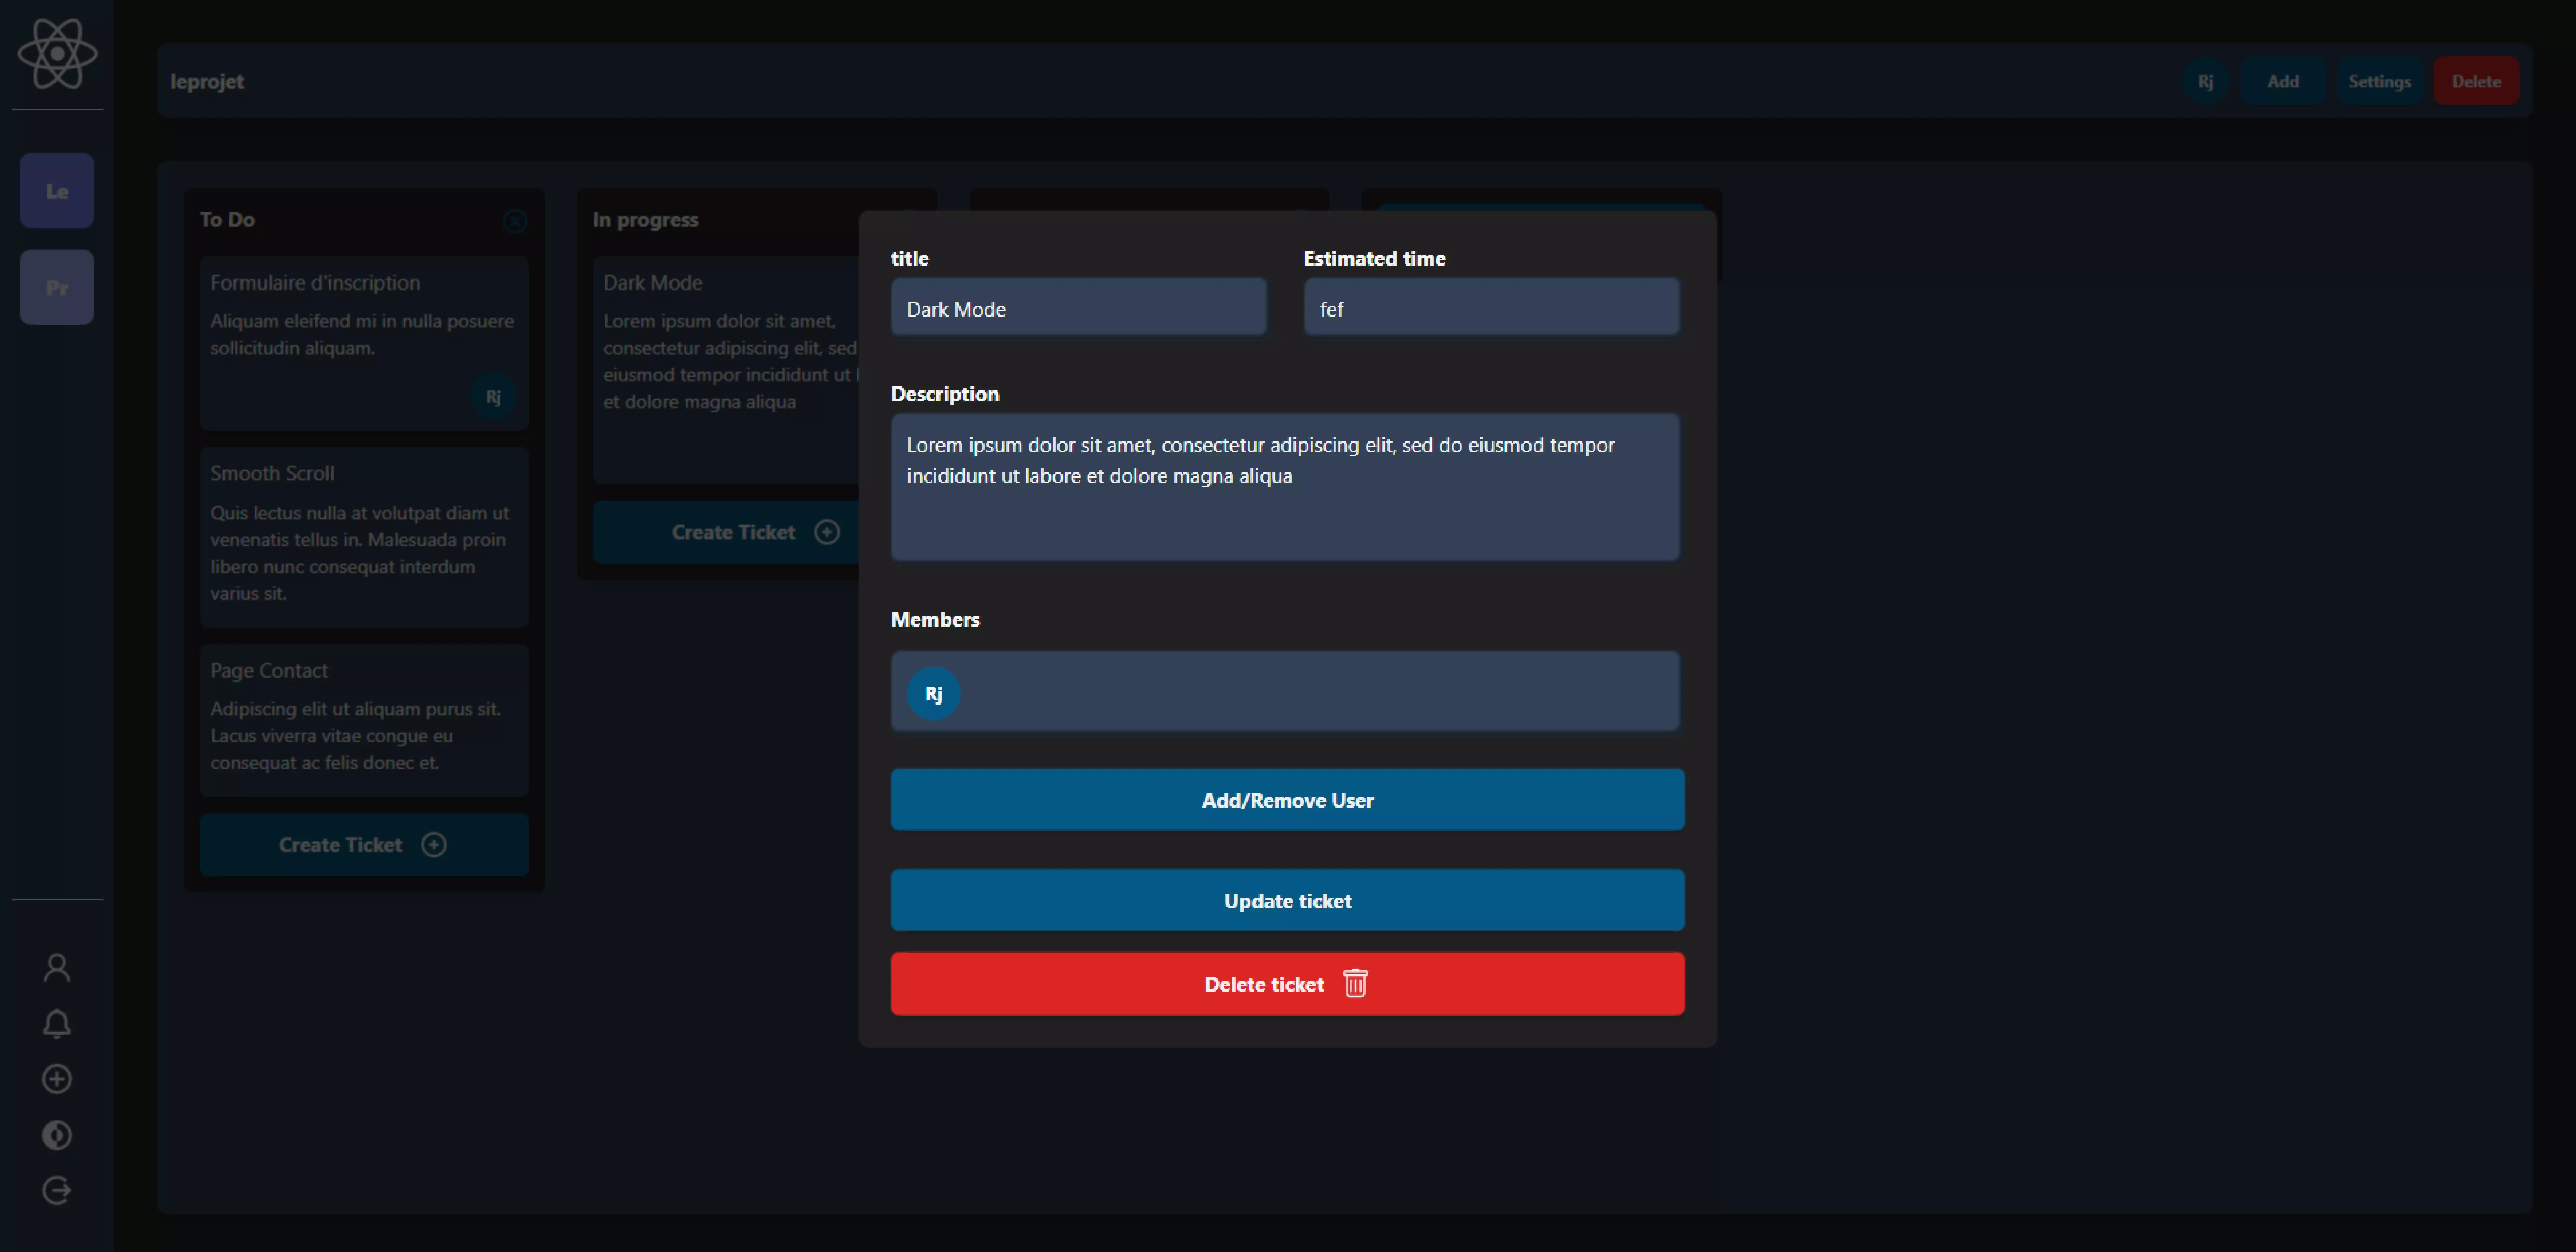 leprojet
Rj
Add
Settings
Delete
Le
Pr
To Do
Formulaire d'inscription
Aliquam eleifend mi in nulla posuere
sollicitudin aliquam.
Rj
Smooth Scroll
Quis lectus nulla at volutpat diam ut
venenatis tellus in. Malesuada proin
libero nunc consequat interdum
varius sit.
Page Contact
Adipiscing elit ut aliquam purus sit.
Lacus viverra vitae congue eu
consequat ac felis donec et.
Create Ticket
In progress
Dark Mode
Lorem ipsum dolor sit amet,
consectetur adipiscing elit, sed
eiusmod tempor incididunt ut
et dolore magna aliqua
Create Ticket
title
Dark Mode
Estimated time
fef
Description
Lorem ipsum dolor sit amet, consectetur adipiscing elit, sed do eiusmod tempor
incididunt ut labore et dolore magna aliqua
Members
Rj
Add/Remove User
Update ticket
Delete ticket